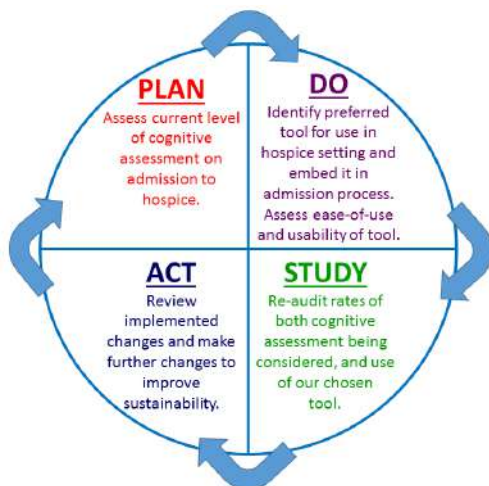 PLAN
Assess current level
of cognitive
assessment on
admission to
hospice.
DO
Identify preferred
tool for use in
hospice setting and
embed it in
admission process.
Assess ease-of-use
and usability of tool.
ACT
Review
implemented
changes and make
further changes to
improve
sustainability.
STUDY
Re-audit rates of
both cognitive
assessment being
considered, and use
of our chosen
tool.